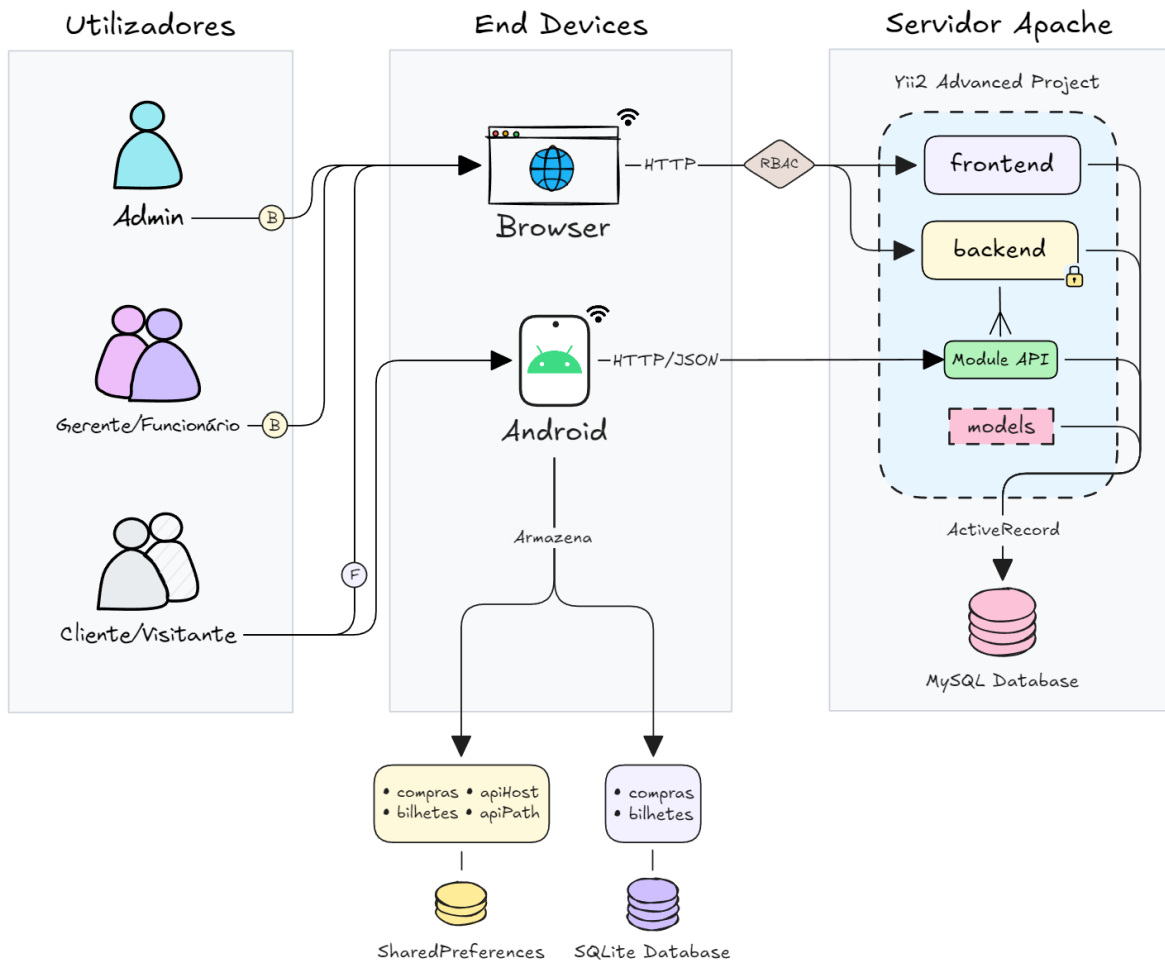 Utilizadores
End Devices
Servidor Apache
Yii2 Advanced Project
Admin
B
Gerente/Funcionário
B
Cliente/Visitante
F
Browser
HTTP
RBAC
Android
HTTP/JSON
Armazena
frontend
backend
Module API
models
ActiveRecord
MySQL Database
• compras • apiHost
• bilhetes • apiPath
SharedPreferences
• compras
• bilhetes
SQLite Database